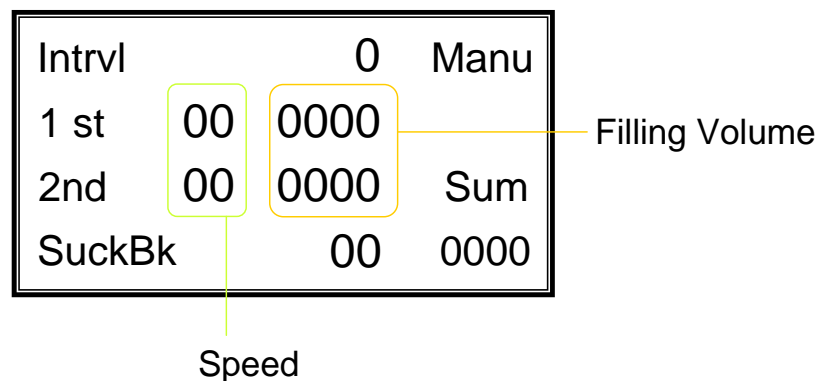 Intrvl 0 Manu
1 st 00 0000
Filling Volume
2nd 00 0000 Sum
SuckBk 00 0000
Speed